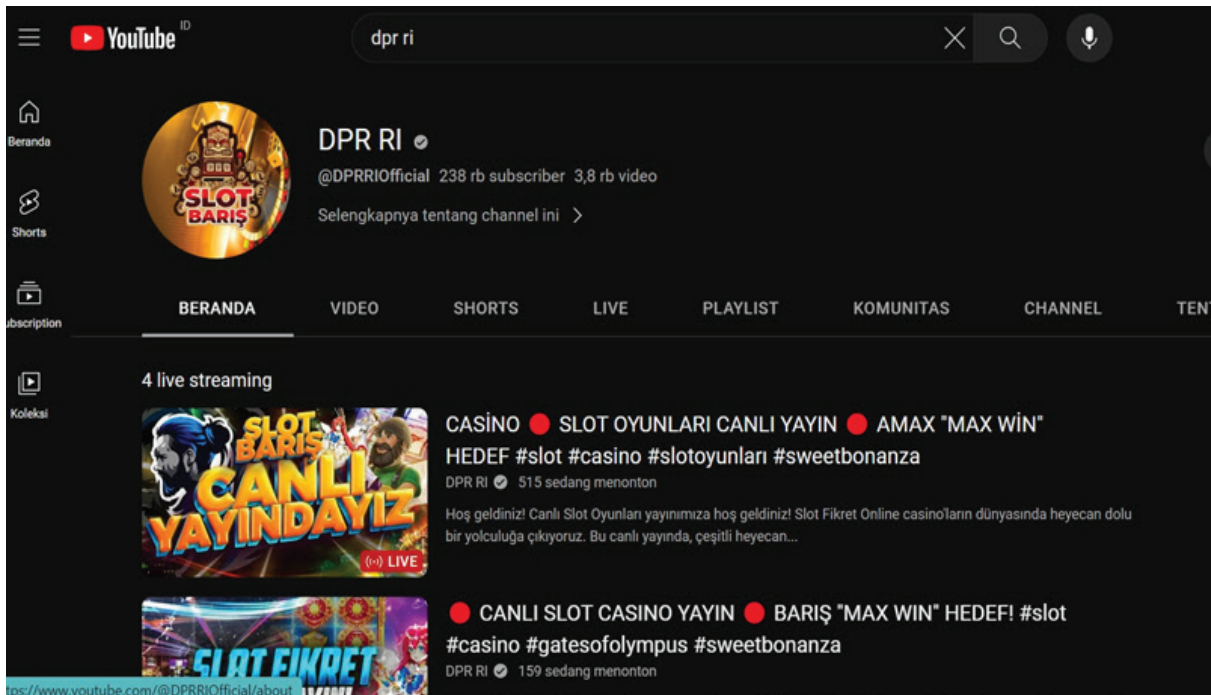 YouTube ID
dpr ri
Beranda
Shorts
ubscription
Koleksi
SLOT
BARIŞ
DPR RI
@DPRRIOfficial 238 rb subscriber 3,8 rb video
Selengkapnya tentang channel ini
BERANDA VIDEO SHORTS LIVE PLAYLIST KOMUNITAS CHANNEL TENT
4 live streaming
SLOT
BARIŞ
CANLI
YAYINDAYIZ
LIVE
CASİNO 🔴 SLOT OYUNLARI CANLI YAYIN 🔴 AMAX "MAX WİN"
HEDEF #slot #casino #slotoyunları #sweetbonanza
DPR RI 515 sedang menonton
Hoş geldiniz! Canlı Slot Oyunları yayınımıza hoş geldiniz! Slot Fikret Online casino'ların dünyasında heyecan dolu
bir yolculuğa çıkıyoruz. Bu canlı yayında, çeşitli heyecan...
SLOT FIKRET
🔴 CANLI SLOT CASINO YAYIN 🔴 BARIŞ "MAX WIN" HEDEF! #slot
#casino #gatesofolympus #sweetbonanza
DPR RI 159 sedang menonton
tps://www.youtube.com/@DPRRIOfficial/about